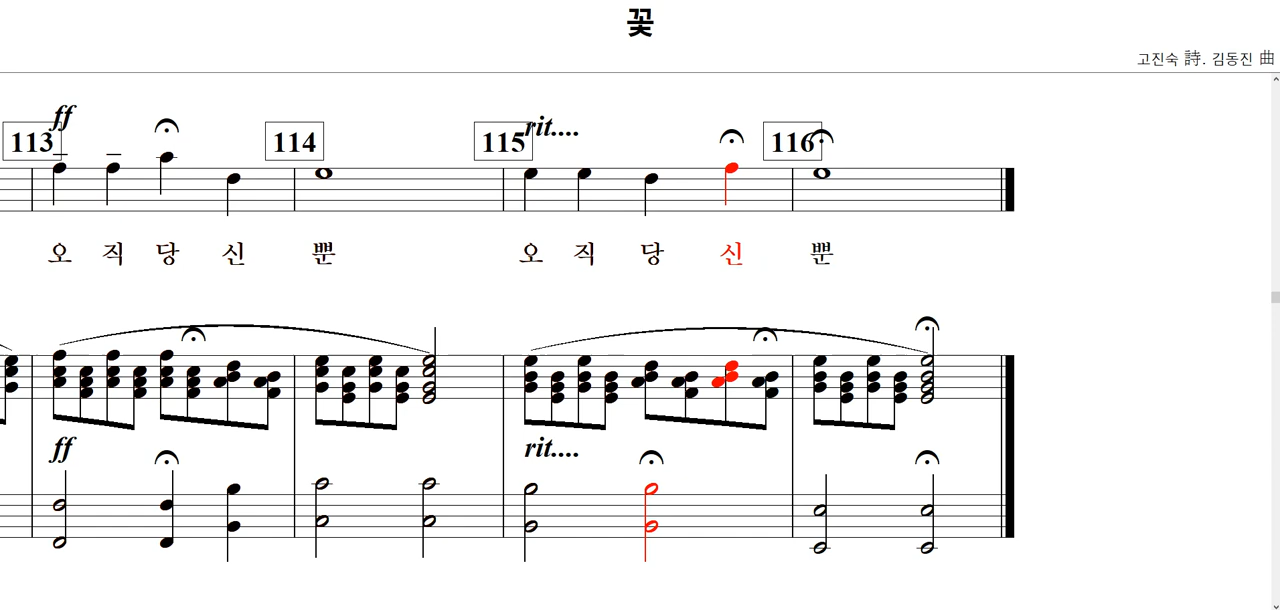 꽃
고진숙 詩. 김동진 曲
ff rit....
113 114 115 116
오 직 당 신 뿐 오 직 당 신 뿐
ff rit....